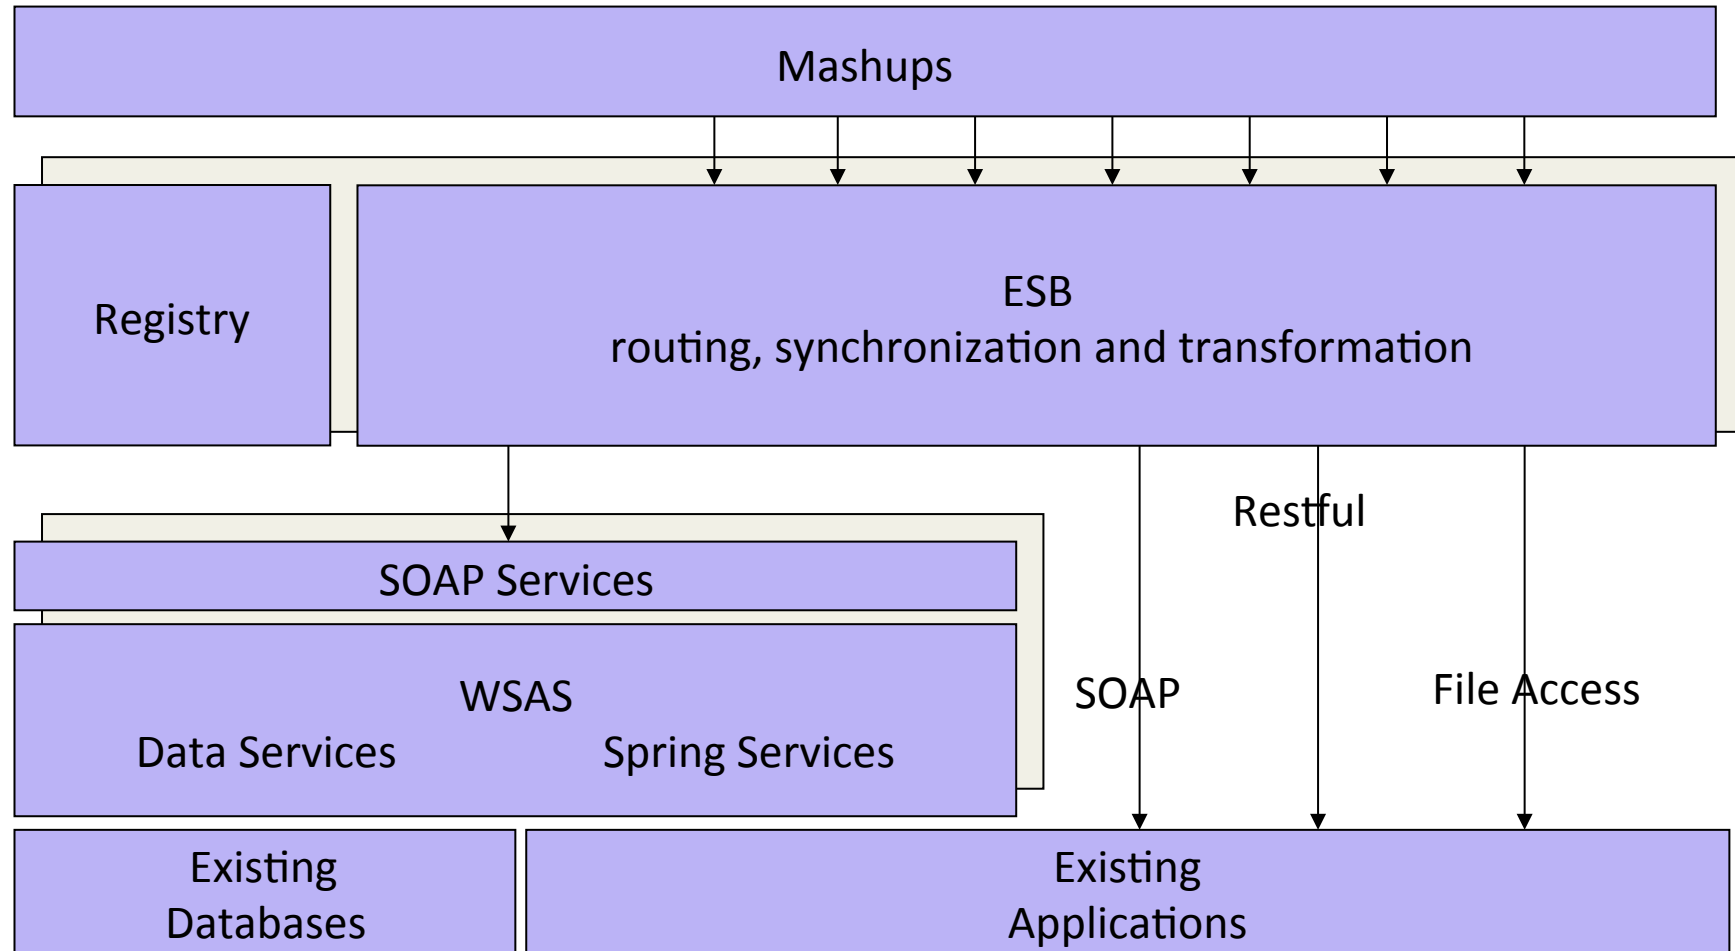 Mashups
Registry
ESB
routing, synchronization and transformation
Restful
SOAP Services
WSAS
Data Services Spring Services
SOAP
File Access
Existing
Databases
Existing
Applications